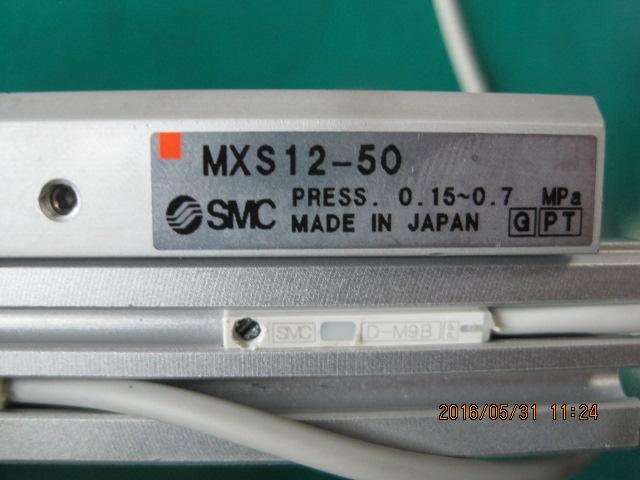 MXS12-50
SMC PRESS. 0.15~0.7 MPa
MADE IN JAPAN G PT
SMC D-M9B
2016/05/31 11:24